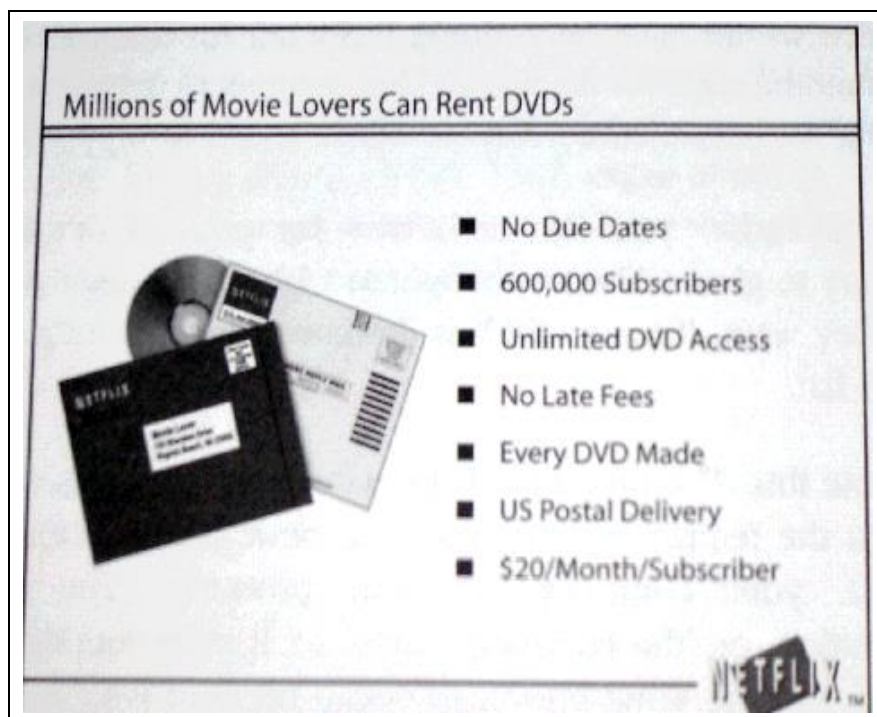 Millions of Movie Lovers Can Rent DVDs
No Due Dates
600,000 Subscribers
Unlimited DVD Access
No Late Fees
Every DVD Made
US Postal Delivery
$20/Month/Subscriber
NETFLIX
NETFLIX